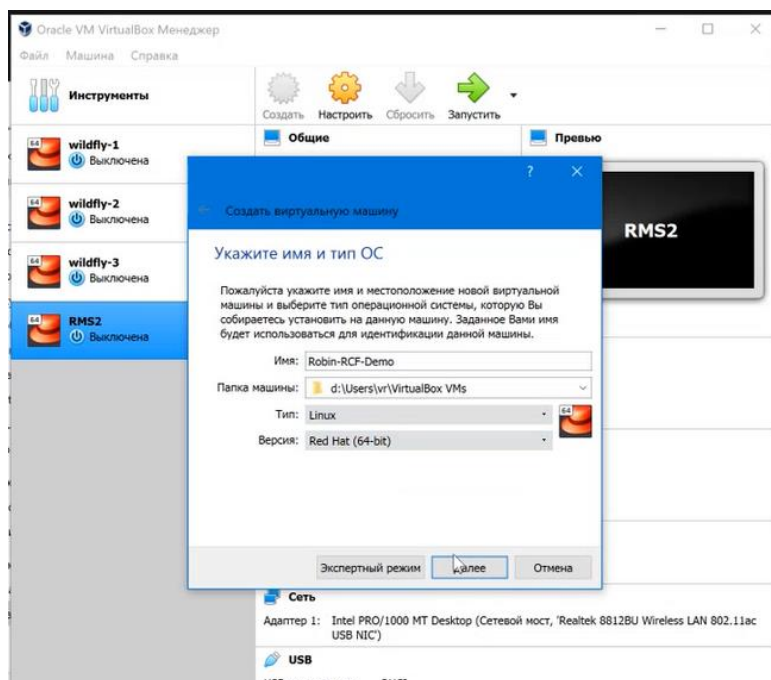 Oracle VM VirtualBox Менеджер
Файл Машина Справка
Инструменты
Создать Настроить Сбросить Запустить
64 wildfly-1
Выключена
64 wildfly-2
Выключена
64 wildfly-3
Выключена
64 RMS2
Выключена
Общие
Превью
RMS2
?
Создать виртуальную машину
Укажите имя и тип ОС
Пожалуйста укажите имя и местоположение новой виртуальной
машины и выберите тип операционной системы, которую Вы
собираетесь установить на данную машину. Заданное Вами имя
будет использоваться для идентификации данной машины.
Имя: Robin-RCF-Demo
Папка машины: d:\Users\vr\VirtualBox VMs
Тип: Linux
64
Версия: Red Hat (64-bit)
Экспертный режим Далее Отмена
Сеть
Адаптер 1: Intel PRO/1000 MT Desktop (Сетевой мост, 'Realtek 8812BU Wireless LAN 802.11ac
USB NIC')
USB